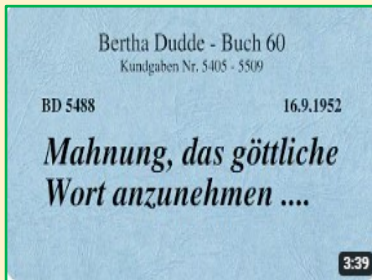 Bertha Dudde - Buch 60
Kundgaben Nr. 5405 - 5509
BD 5488 16.9.1952
Mahnung, das göttliche
Wort anzunehmen ....
3:39